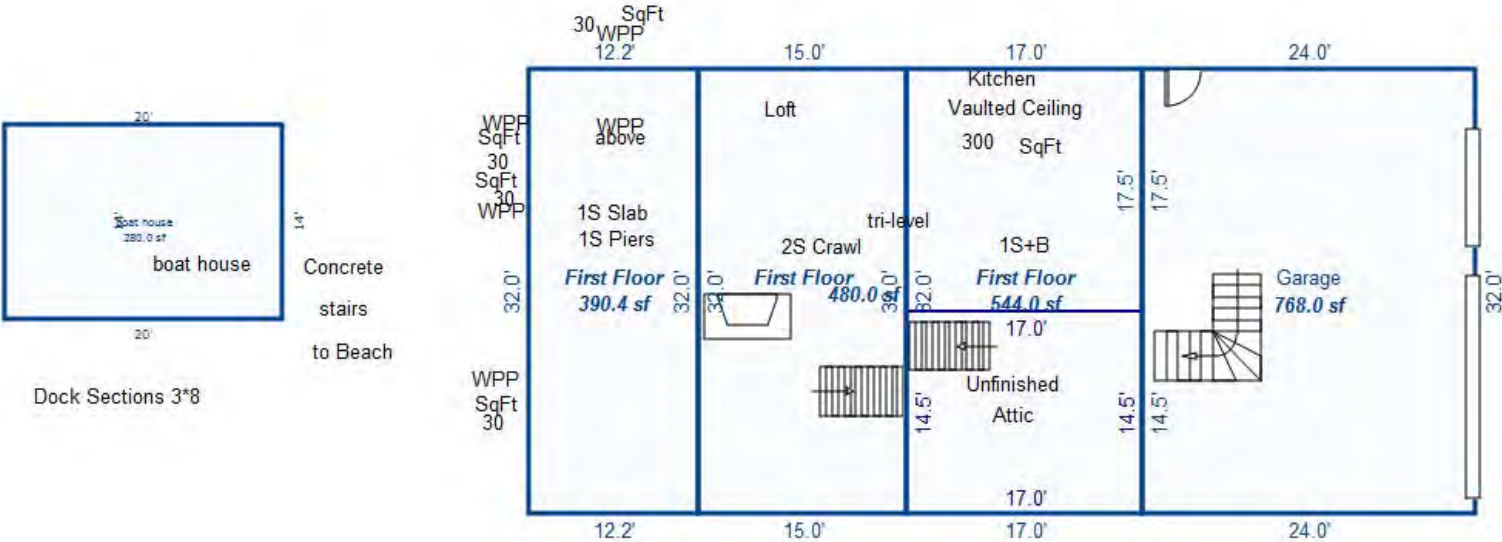 30 SqFt
WPP
12.2' 15.0' 17.0' 24.0'
20'
boat house
280.0 sf
14'
14'
boat house
20'
Concrete
stairs
to Beach
Dock Sections 3*8
WPP
SqFt
30
SqFt
30
WPP
WPP
SqFt
30
WPP
above
1S Slab
1S Piers
First Floor
390.4 sf
32.0'
32.0'
Loft
tri-level
2S Crawl
First Floor
480.0 sf
32.0'
32.0'
Kitchen
Vaulted Ceiling
300 SqFt
17.5'
1S+B
First Floor
544.0 sf
32.0'
17.0'
Unfinished
Attic
14.5'
14.5'
17.0'
17.5'
Garage
768.0 sf
14.5'
32.0'
12.2' 15.0' 17.0' 24.0'